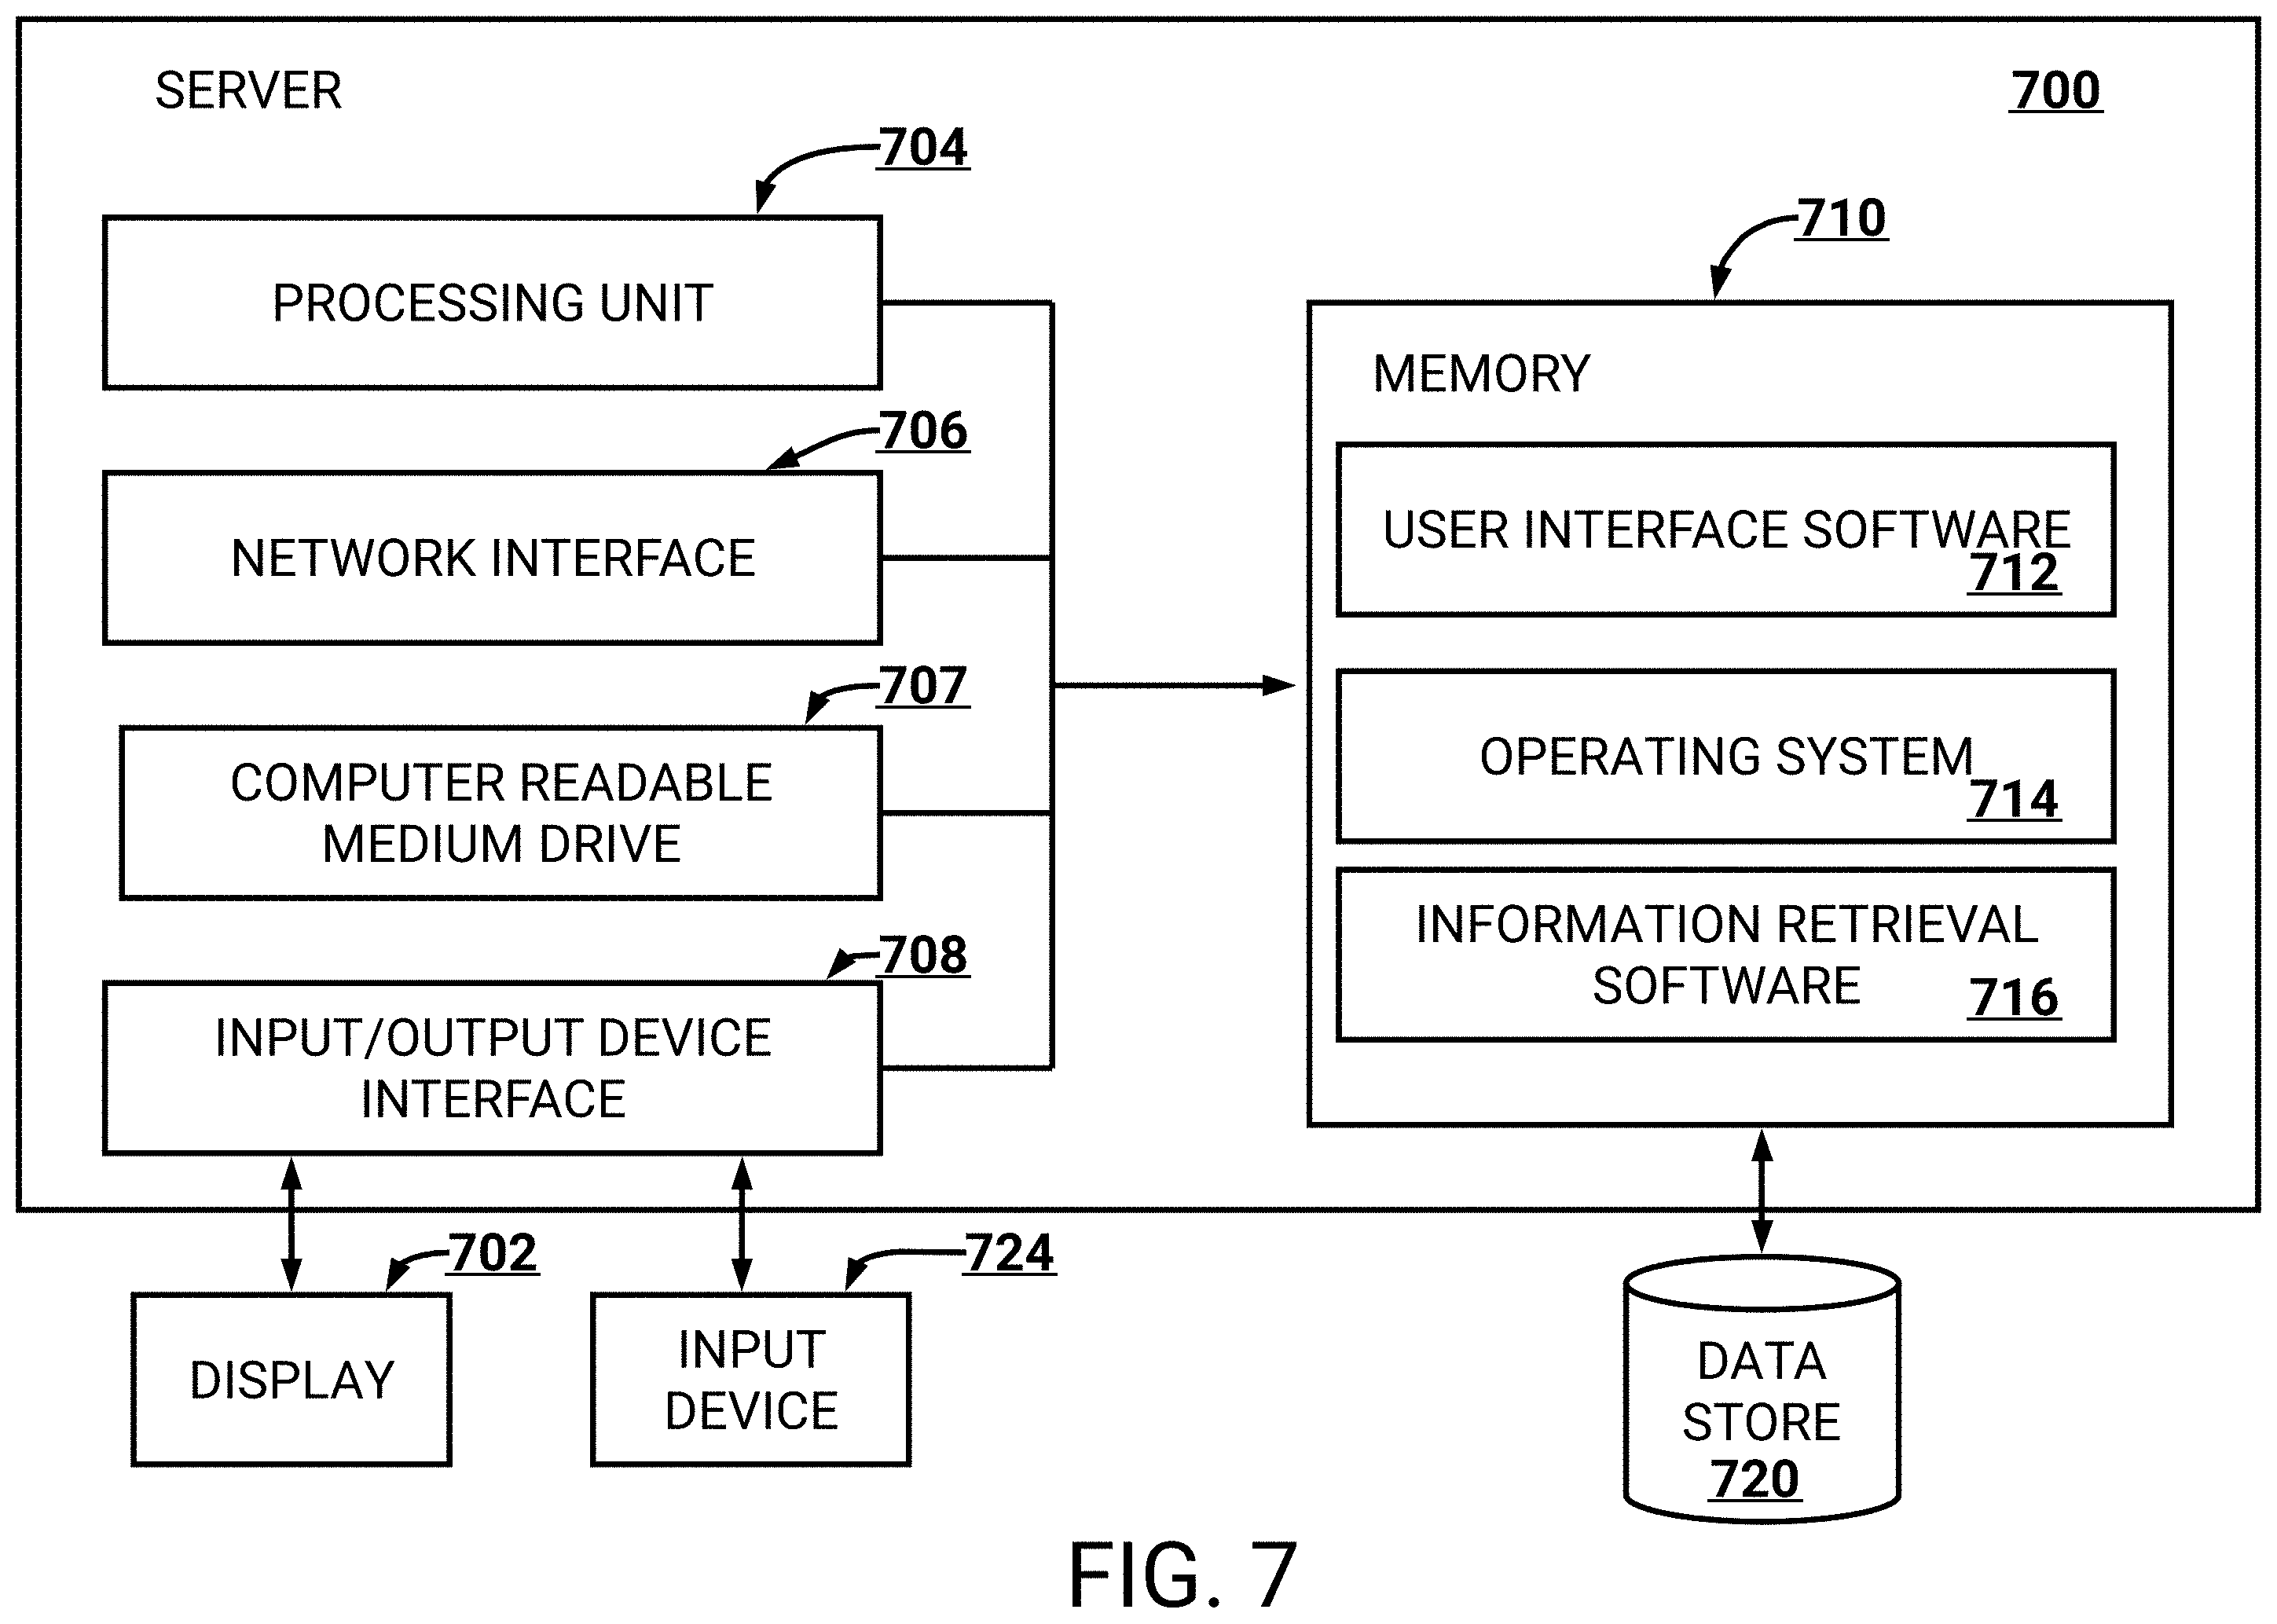 SERVER
700
704
PROCESSING UNIT
706
NETWORK INTERFACE
707
COMPUTER READABLE
MEDIUM DRIVE
708
INPUT/OUTPUT DEVICE
INTERFACE
710
MEMORY
USER INTERFACE SOFTWARE
712
OPERATING SYSTEM
714
INFORMATION RETRIEVAL
SOFTWARE
716
702
DISPLAY
724
INPUT
DEVICE
DATA
STORE
720
FIG. 7